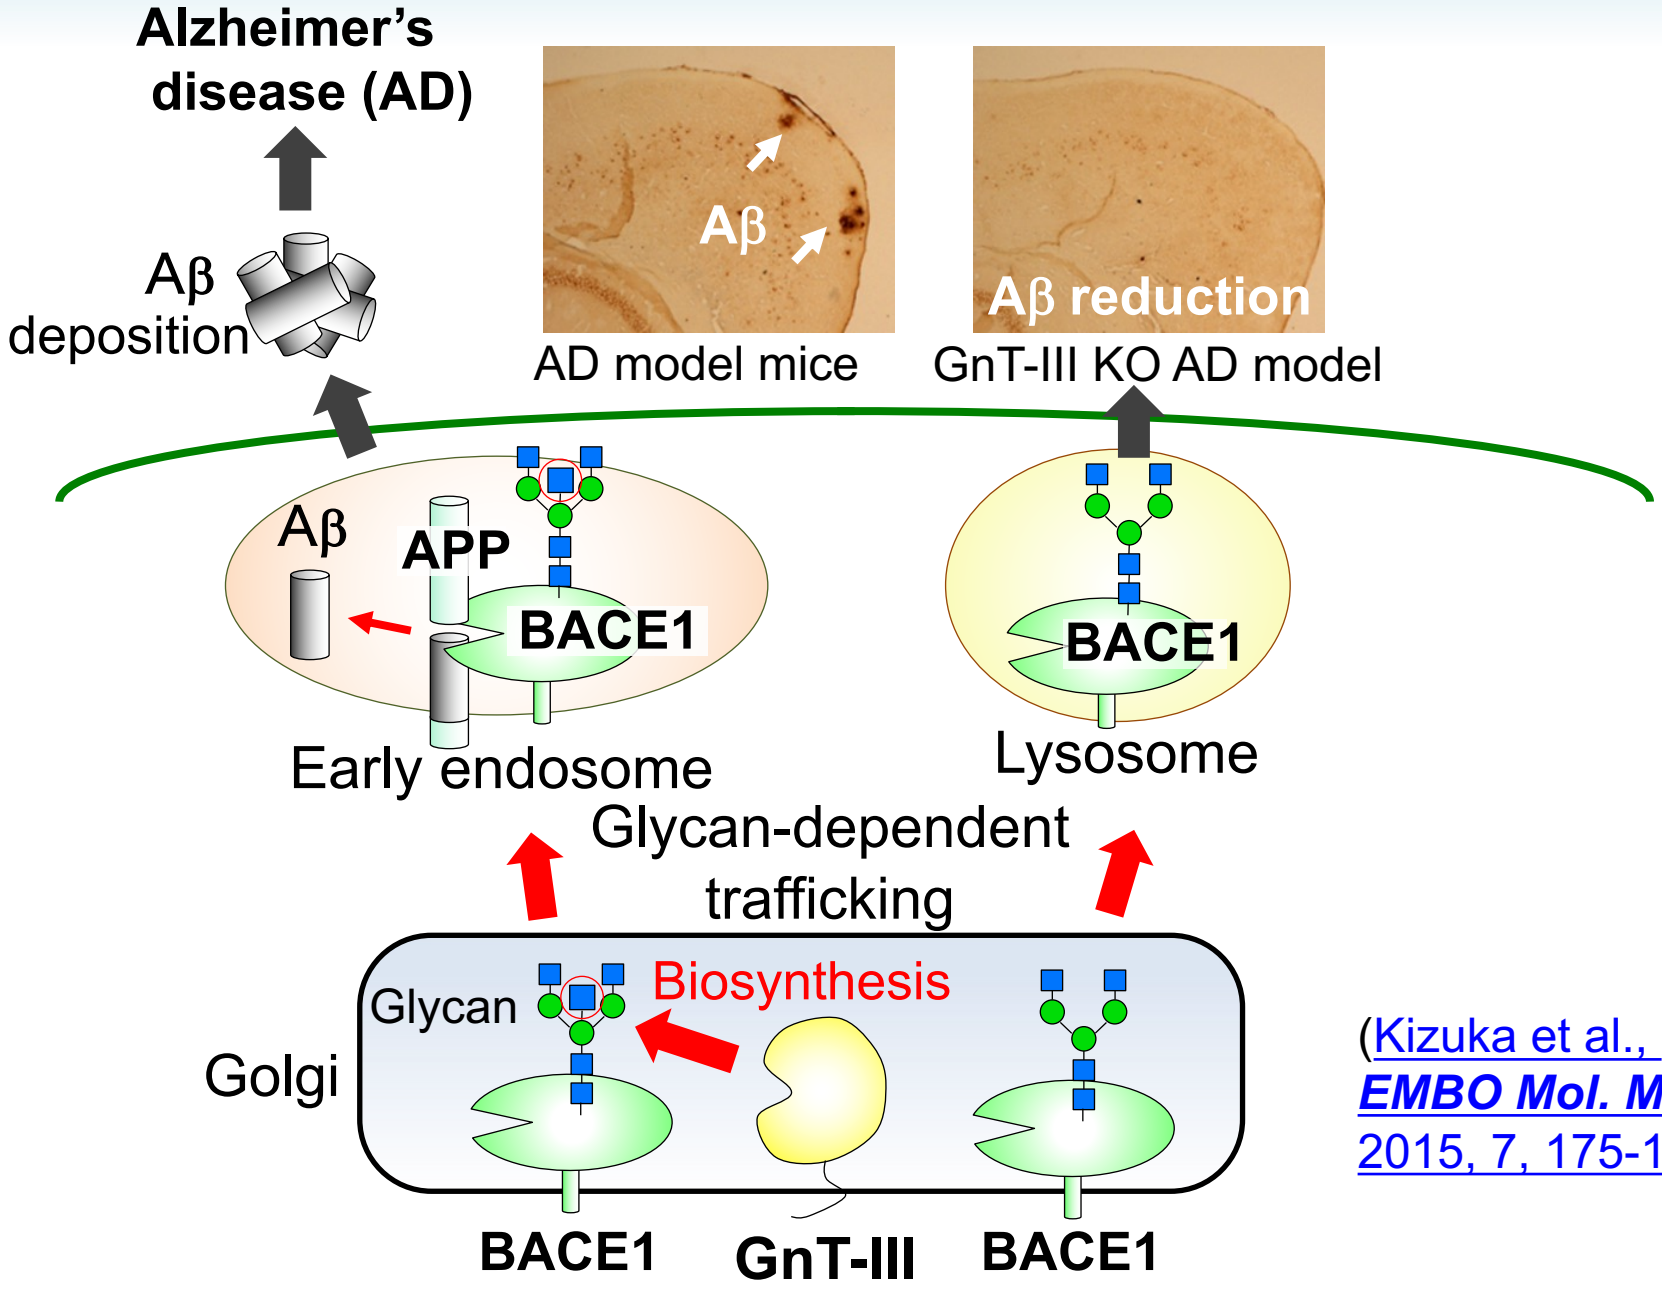 Alzheimer's
disease (AD)
Aβ
deposition
Aβ
Aβ reduction
AD model mice
GnT-III KO AD model
Aβ
APP
BACE1
BACE1
Early endosome
Lysosome
Glycan-dependent
trafficking
Glycan
Biosynthesis
Golgi
BACE1
GnT-III
BACE1
(Kizuka et al.,
EMBO Mol. M
2015, 7, 175-1